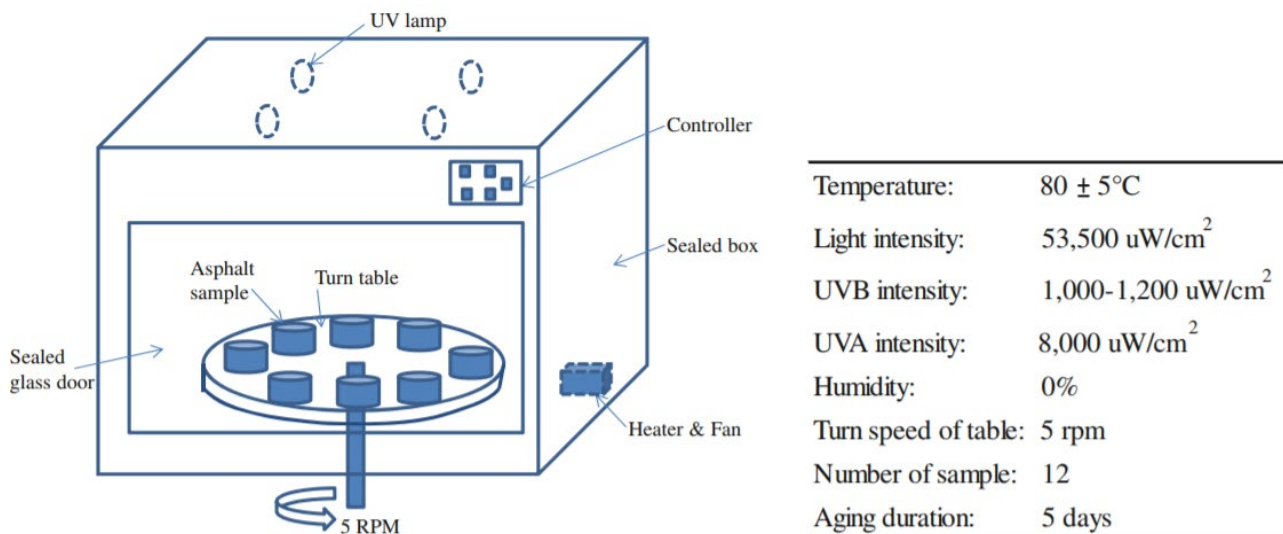 UV lamp
Controller
Sealed box
Asphalt
sample
Turn table
Sealed
glass door
Heater & Fan
5 RPM
Temperature: 80 ± 5°C
Light intensity: 53,500 uW/cm²
UVB intensity: 1,000-1,200 uW/cm²
UVA intensity: 8,000 uW/cm²
Humidity: 0%
Turn speed of table: 5 rpm
Number of sample: 12
Aging duration: 5 days